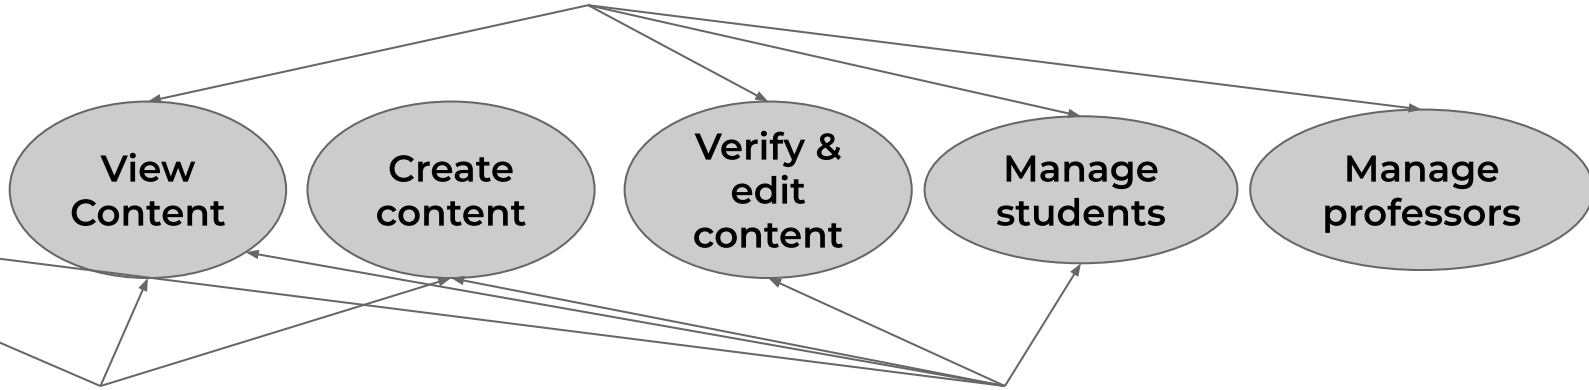 View
Content
Create
content
Verify &
edit
content
Manage
students
Manage
professors